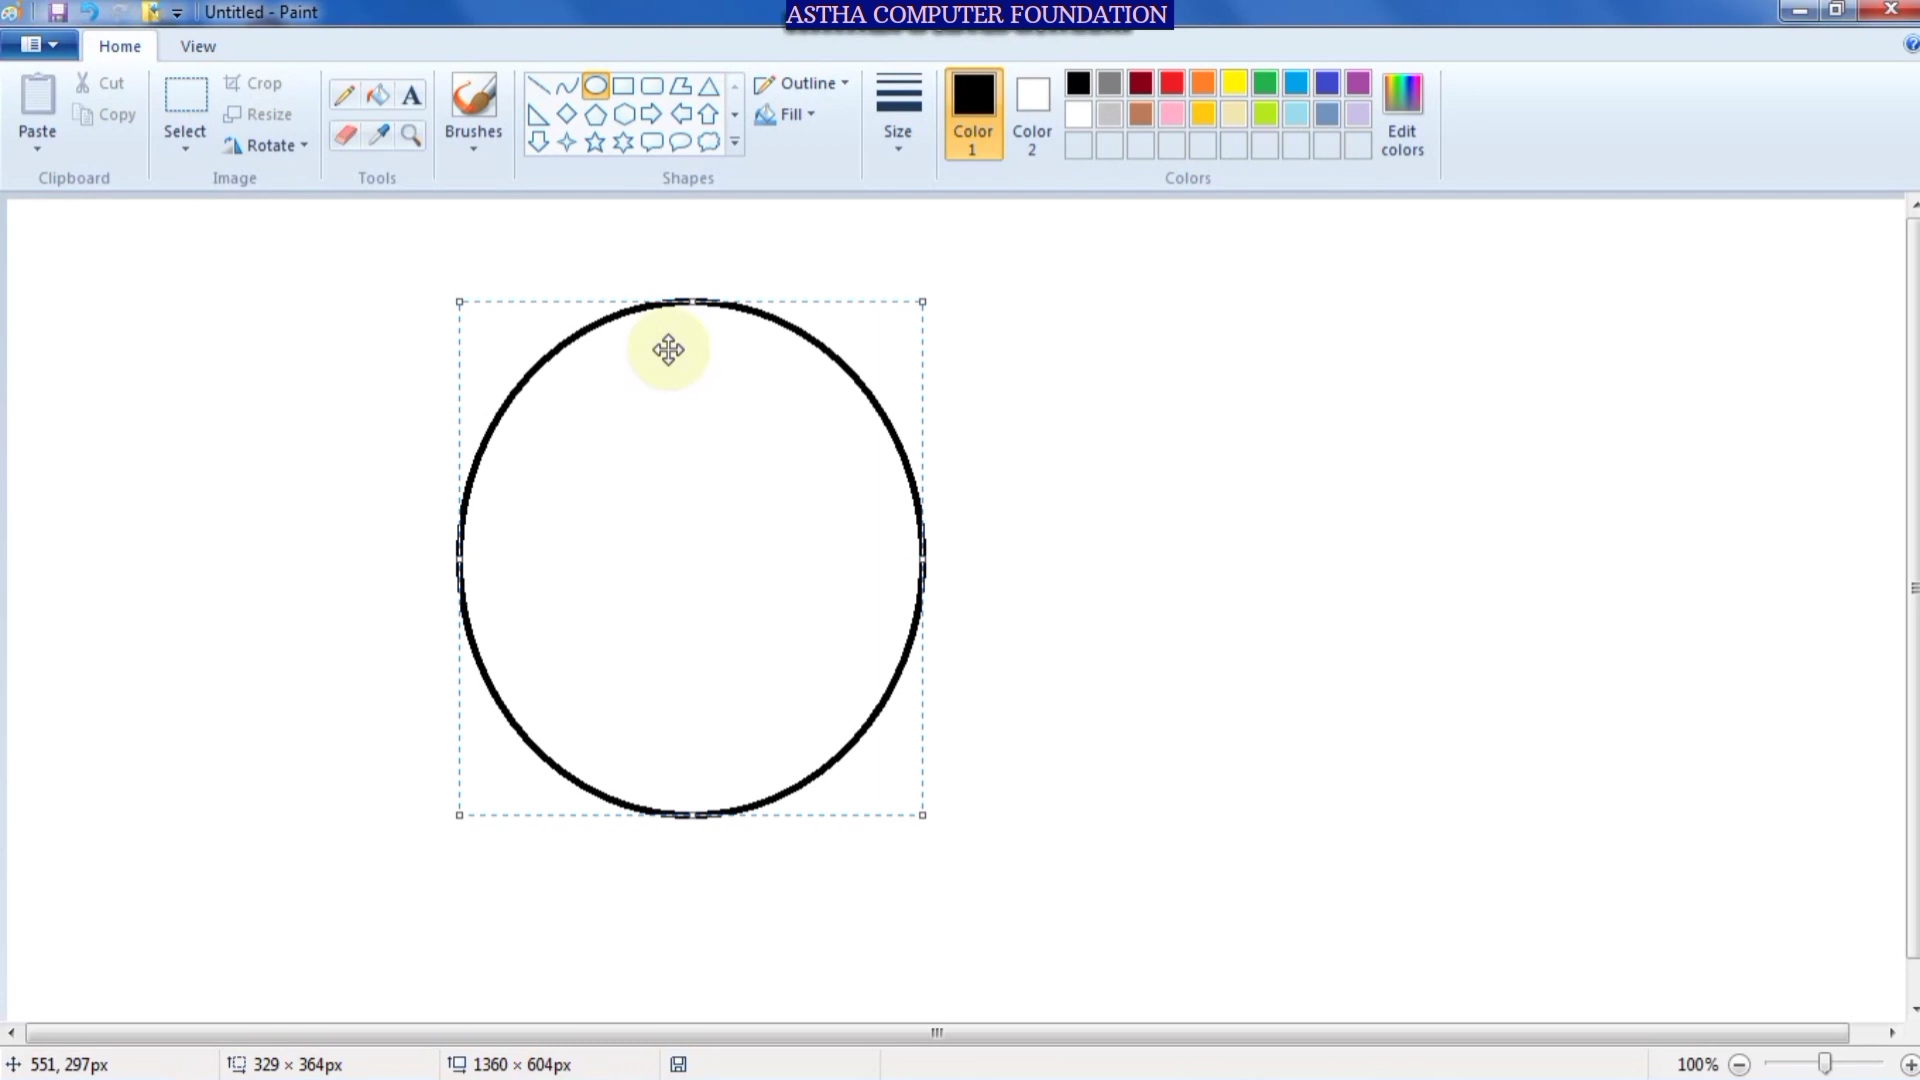 Untitled - Paint
ASTHA COMPUTER FOUNDATION
Home View
Paste
Cut
Copy
Clipboard
Select
Crop
Resize
Rotate
Image
A
Tools
Brushes
Outline
Fill
Shapes
Size
Color 1
Color 2
Edit colors
Colors
551, 297px
329 × 364px
1360 × 604px
100%